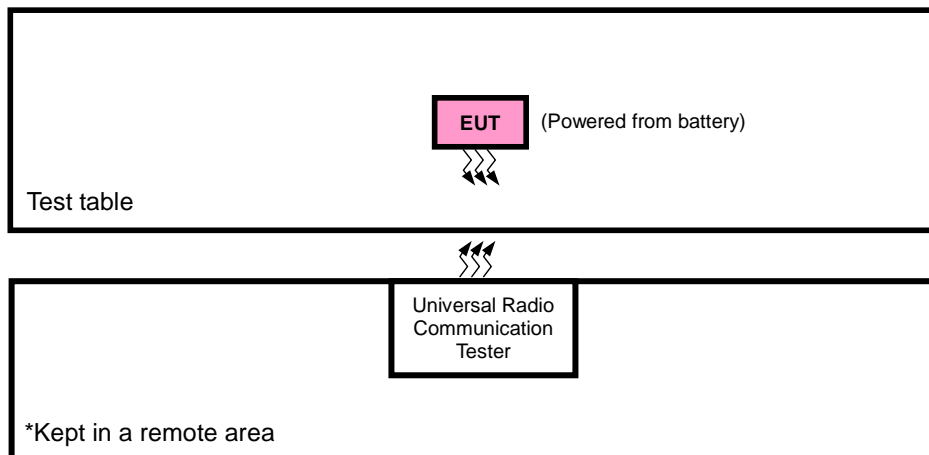 EUT
(Powered from battery)
Test table
Universal Radio
Communication
Tester
*Kept in a remote area